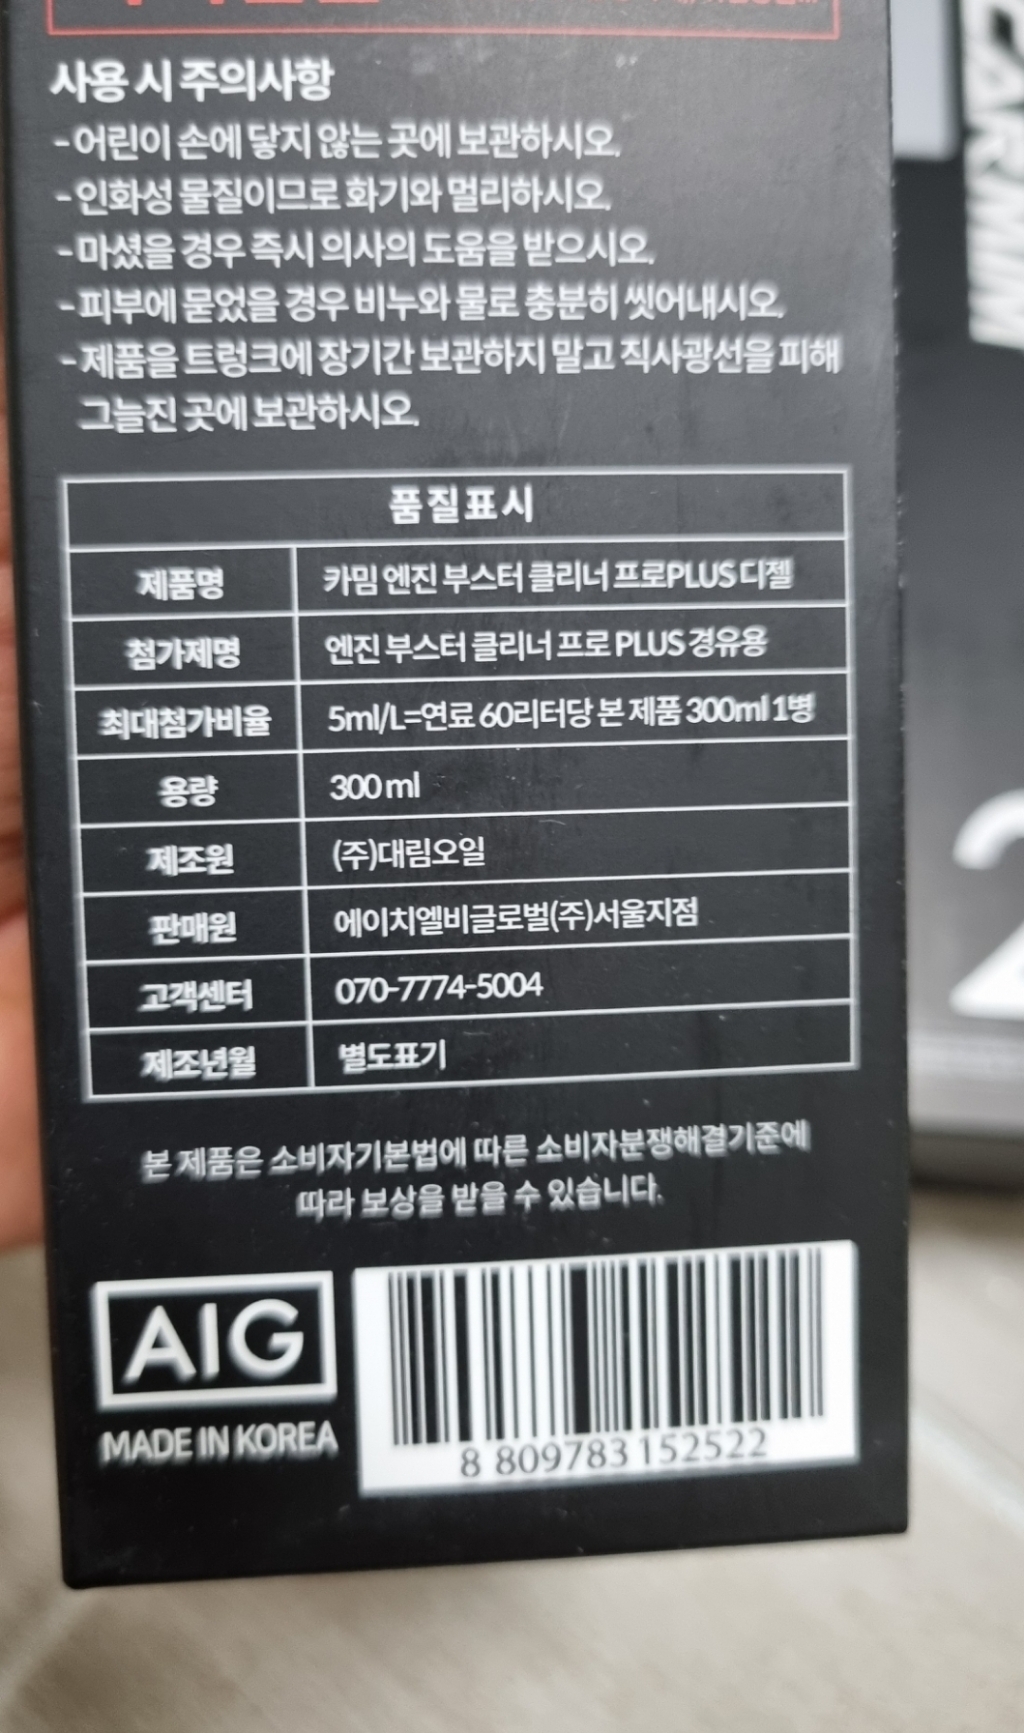 사용 시 주의사항
- 어린이 손에 닿지 않는 곳에 보관하시오.
- 인화성 물질이므로 화기와 멀리하시오.
- 마셨을 경우 즉시 의사의 도움을 받으시오.
- 피부에 묻었을 경우 비누와 물로 충분히 씻어내시오.
- 제품을 트렁크에 장기간 보관하지 말고 직사광선을 피해
그늘진 곳에 보관하시오.
품질표시
제품명 카밈 엔진 부스터 클리너 프로PLUS 디젤
첨가제명 엔진 부스터 클리너 프로 PLUS 경유용
최대첨가비율 5ml/L=연료 60리터당 본 제품 300ml 1병
용량 300 ml
제조원 (주)대림오일
판매원 에이치엘비글로벌(주)서울지점
고객센터 070-7774-5004
제조년월 별도표기
본 제품은 소비자기본법에 따른 소비자분쟁해결기준에
따라 보상을 받을 수 있습니다.
AIG
MADE IN KOREA
8 809783 152522
CARMIM
2